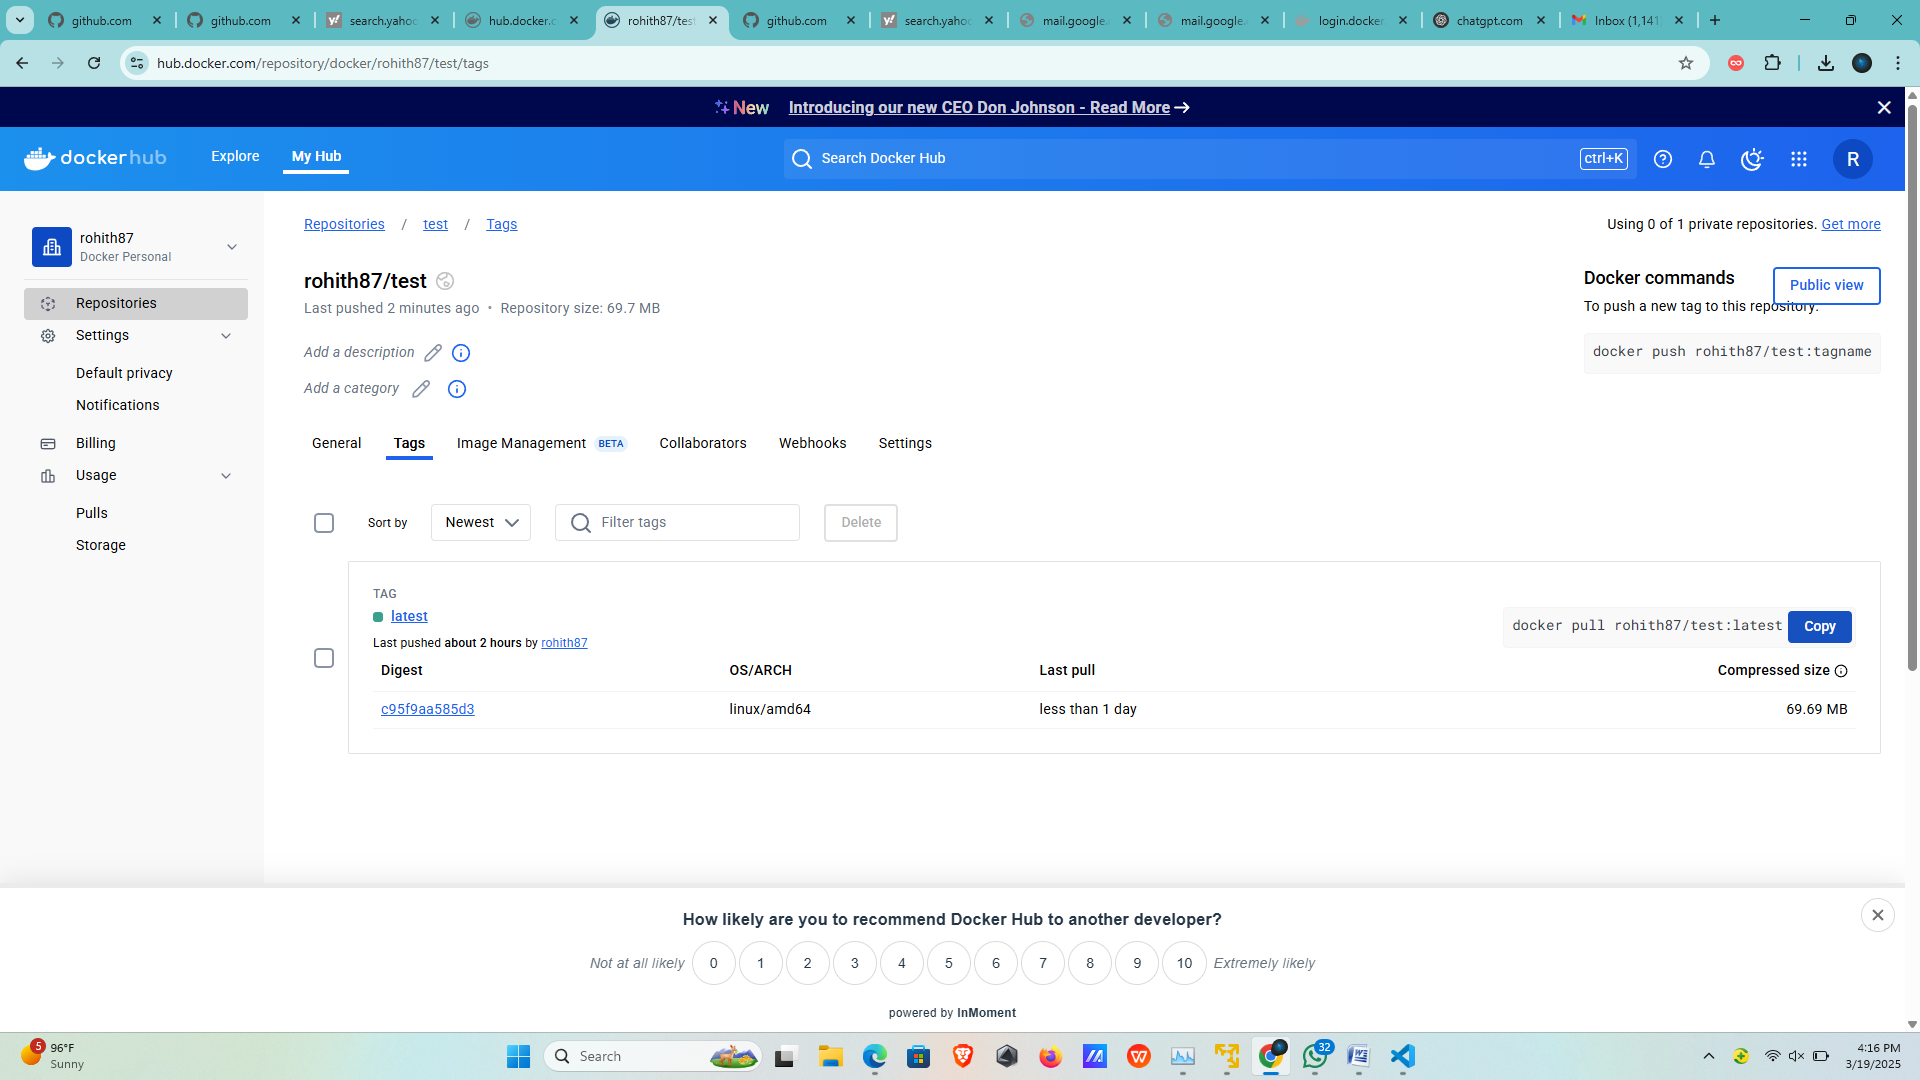 github.com
github.com
search.yahoo
hub.docker.c
rohith87/test
github.com
search.yahoo
mail.google.
mail.google.
login.docker
chatgpt.com
Inbox (1,141
hub.docker.com/repository/docker/rohith87/test/tags
New Introducing our new CEO Don Johnson - Read More →
dockerhub
Explore
My Hub
Search Docker Hub
ctrl+K
R
rohith87
Docker Personal
Repositories
Settings
Default privacy
Notifications
Billing
Usage
Pulls
Storage
Repositories / test / Tags
Using 0 of 1 private repositories. Get more
rohith87/test
Last pushed 2 minutes ago • Repository size: 69.7 MB
Add a description
Add a category
Docker commands
Public view
To push a new tag to this repository:
docker push rohith87/test:tagname
General
Tags
Image Management BETA
Collaborators
Webhooks
Settings
Sort by
Newest
Filter tags
Delete
TAG
latest
Last pushed about 2 hours by rohith87
docker pull rohith87/test:latest
Copy
Digest OS/ARCH Last pull Compressed size
c95f9aa585d3 linux/amd64 less than 1 day 69.69 MB
How likely are you to recommend Docker Hub to another developer?
Not at all likely 0 1 2 3 4 5 6 7 8 9 10 Extremely likely
powered by InMoment
5
96°F
Sunny
Search
32
4:16 PM
3/19/2025